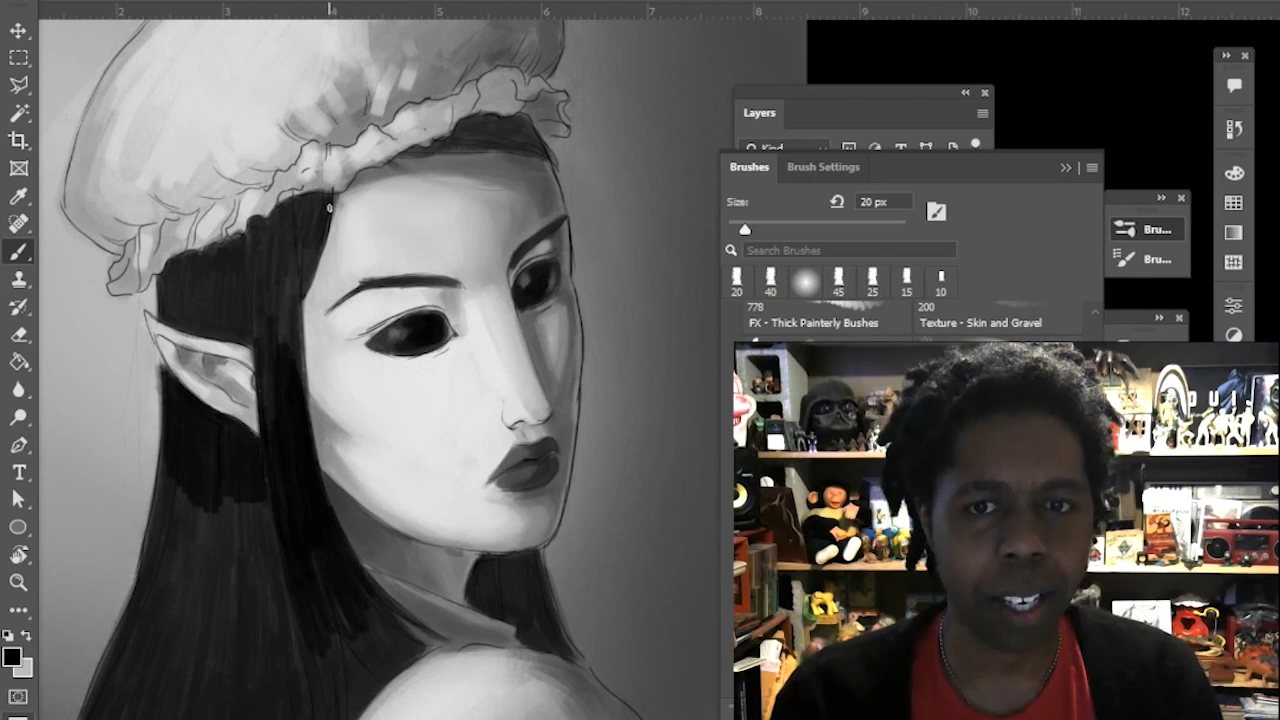 2 3 4 5 6 7 8 9 10 11 12
Layers
Kind
Brushes Brush Settings
Size: 20 px
Search Brushes
20 40 45 25 15 10
778 200
FX - Thick Painterly Bushes Texture - Skin and Gravel
Bru...
Bru...